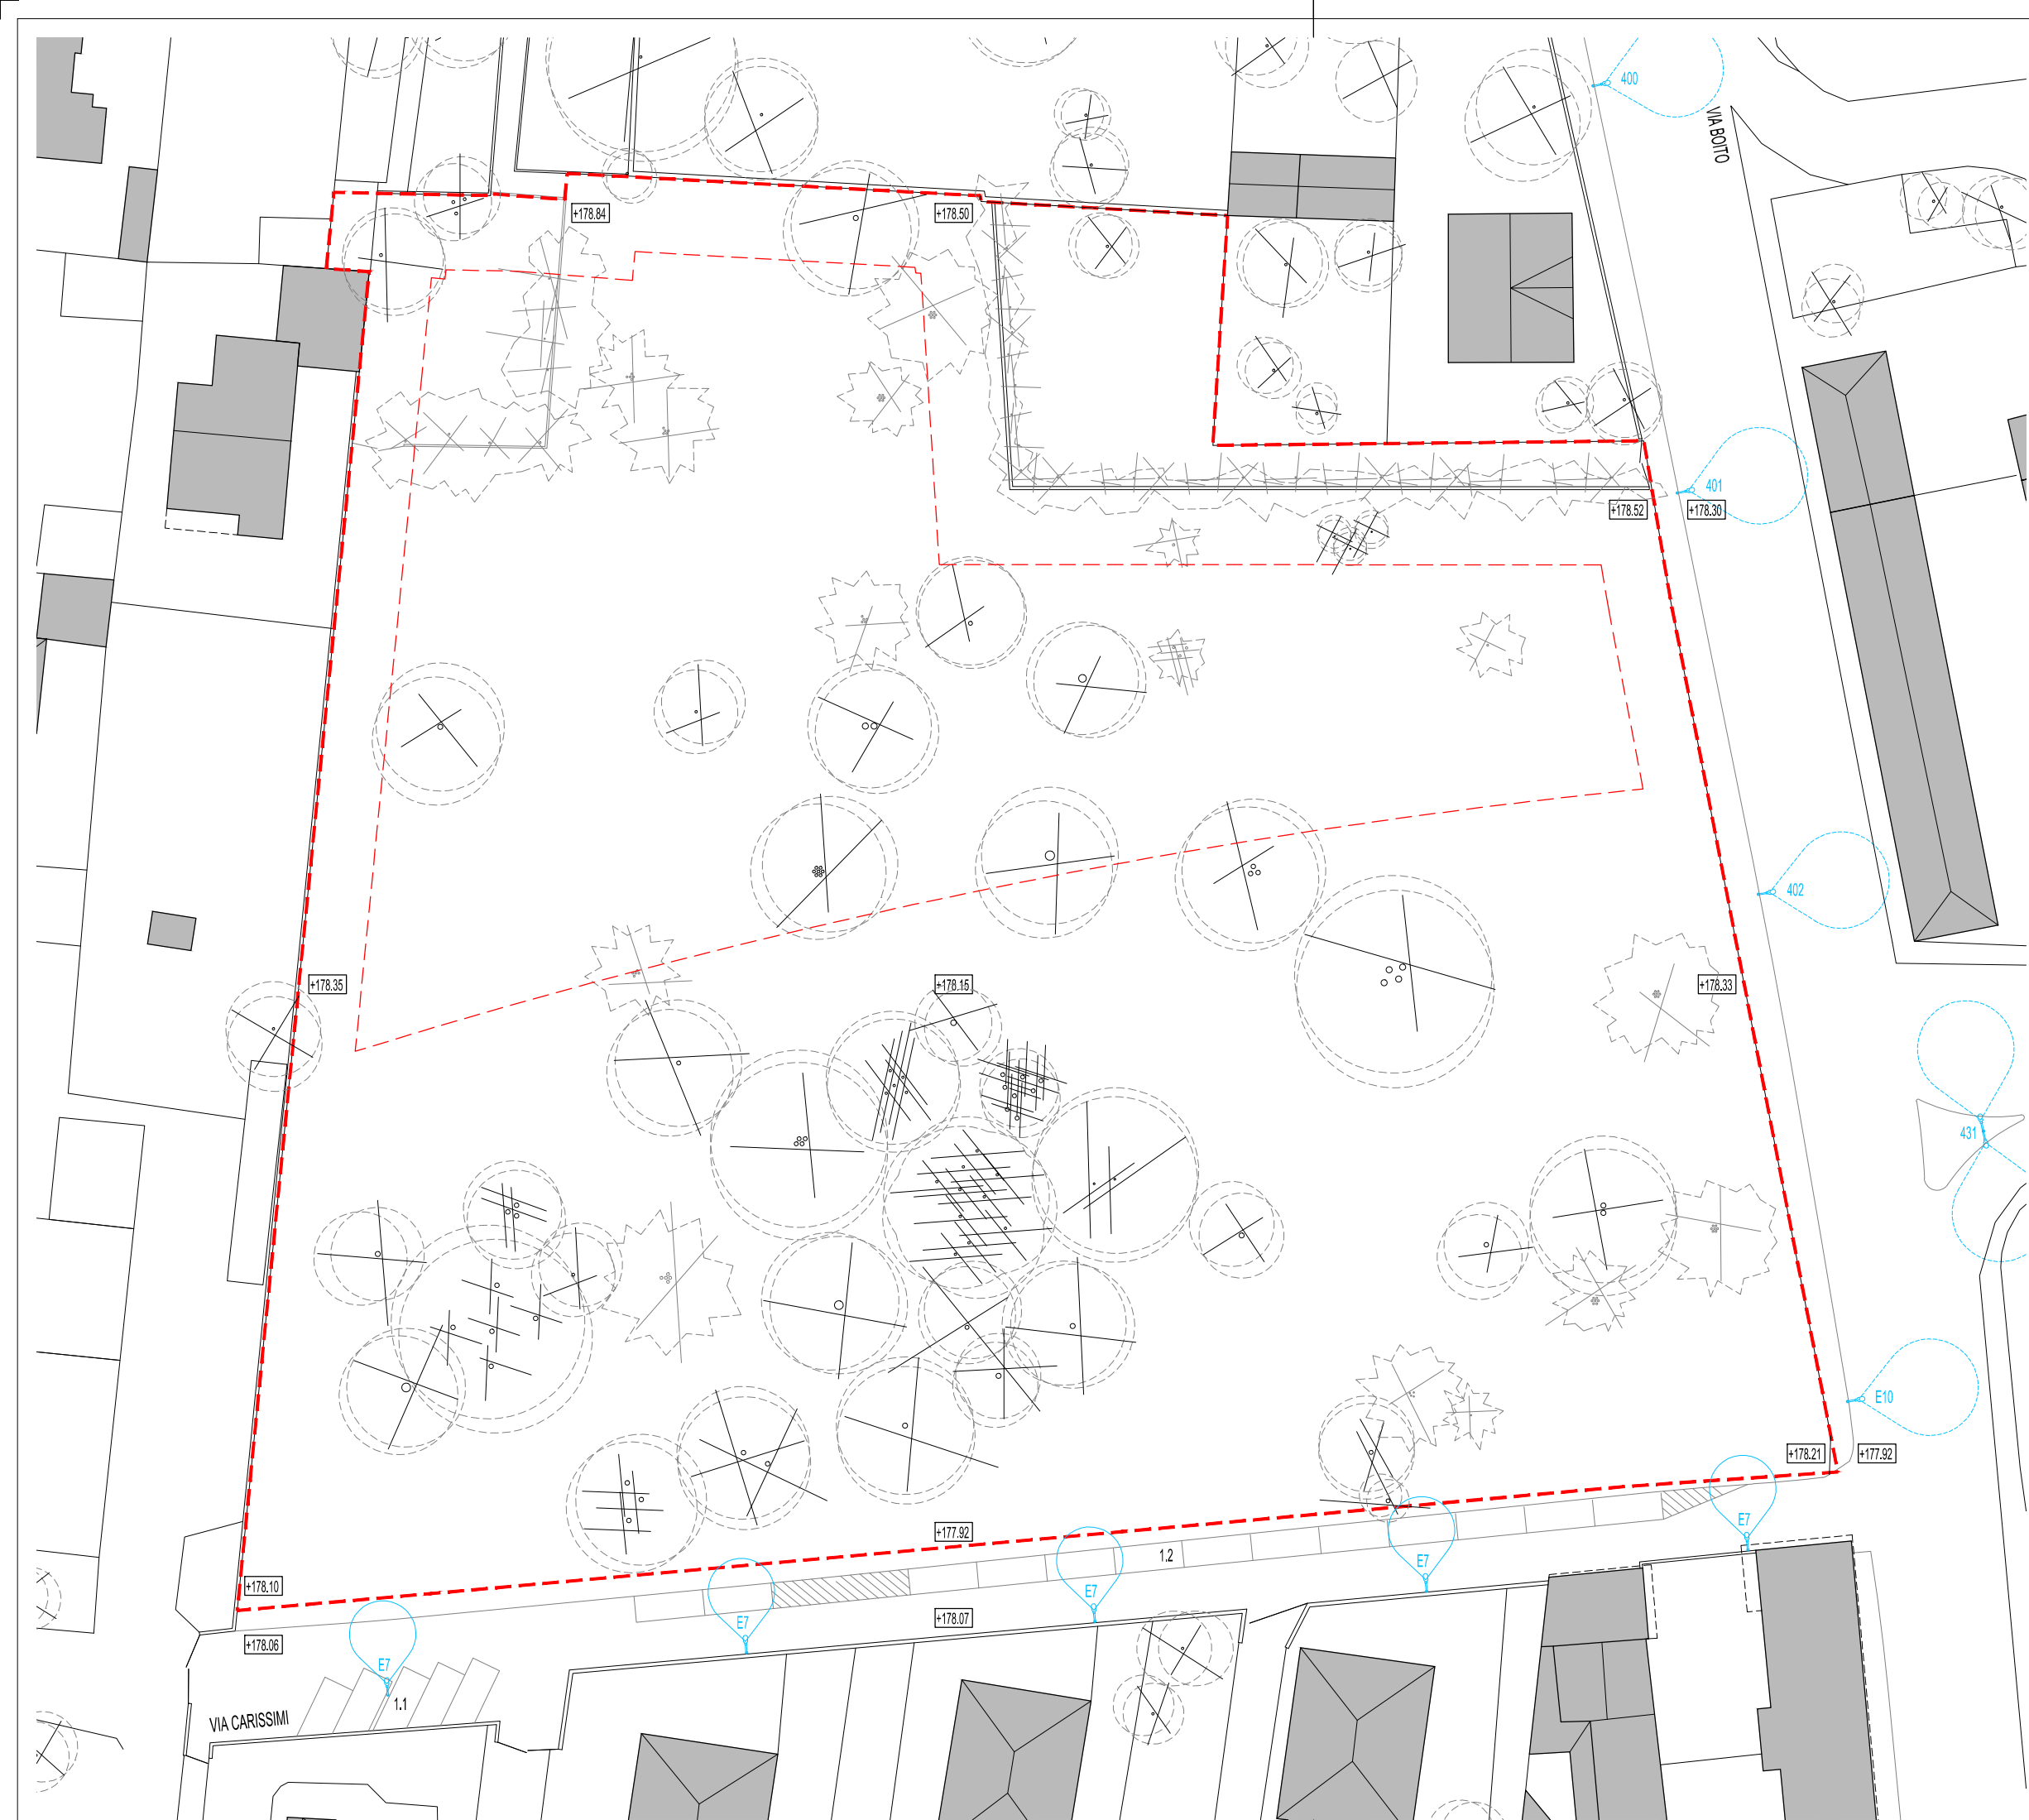 400
VIA BOITO
+178.84
+178.50
401
+178.52
+178.30
402
+178.35
+178.15
+178.33
431
E10
+178.21
+177.92
E7
+177.92
E7
1.2
E7
+178.10
E7
+178.07
+178.06
E7
1.1
VIA CARISSIMI